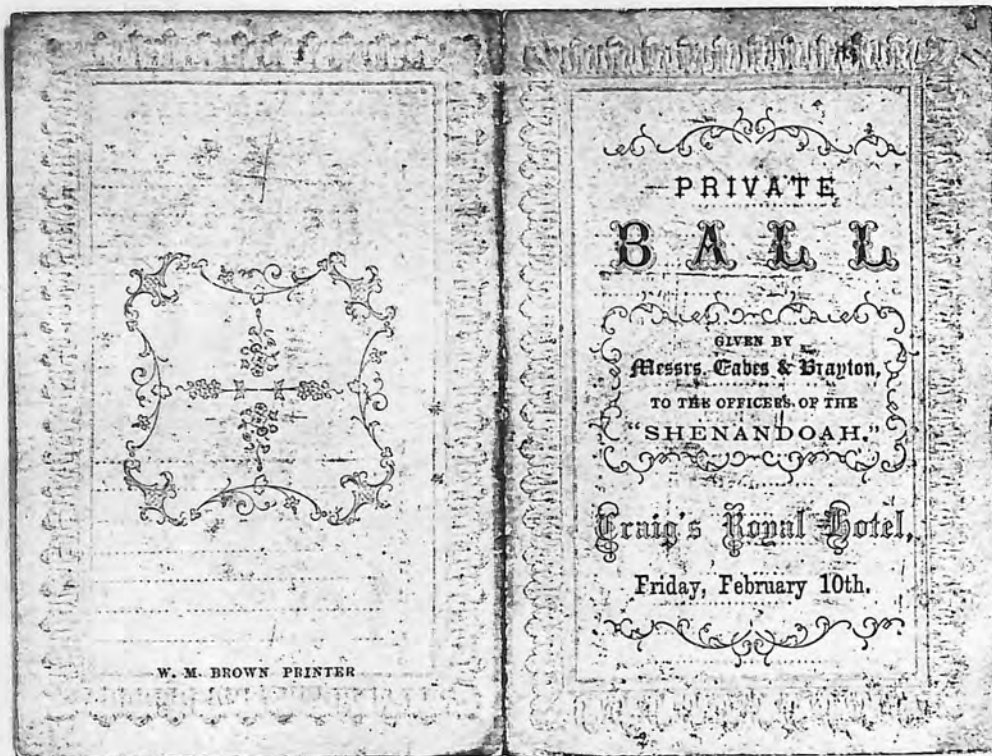 W. M. BROWN PRINTER
PRIVATE
BALL
GIVEN BY
Messrs. Eades & Brayton,
TO THE OFFICERS OF THE
"SHENANDOAH."
Craig's Royal Hotel,
Friday, February 10th.